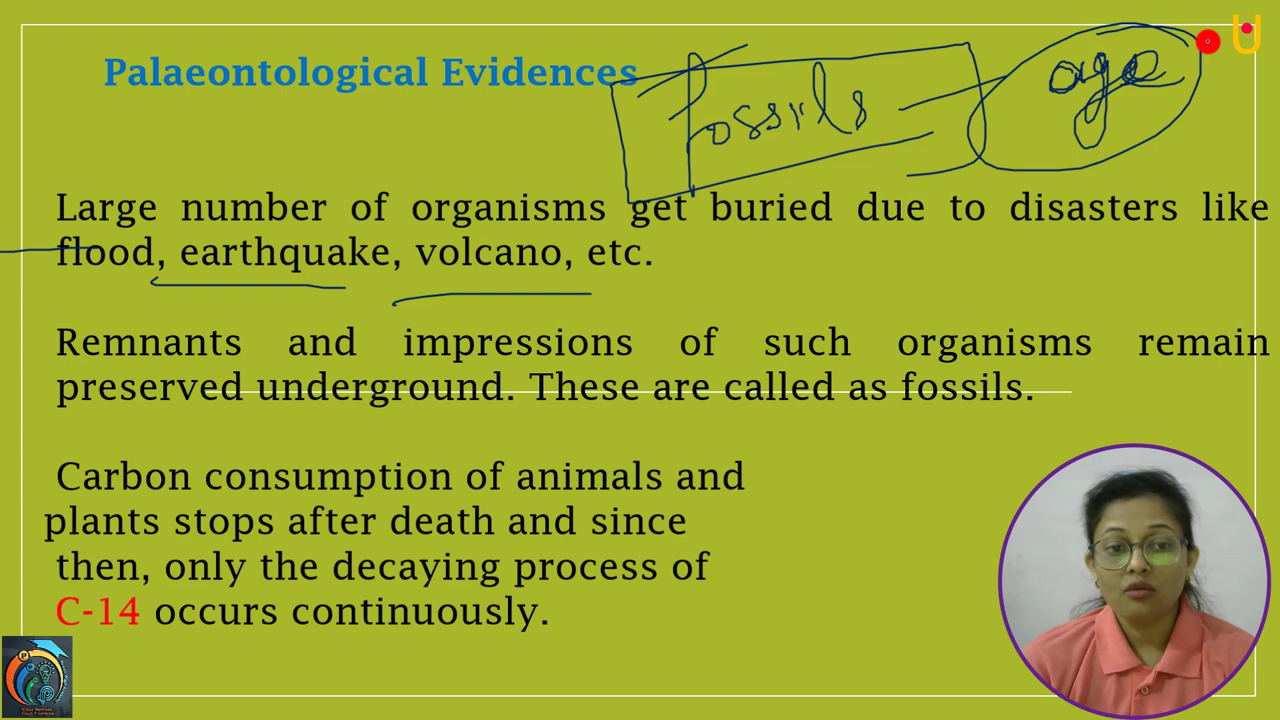 Palaeontological Evidences
fossils
age
Large number of organisms get buried due to disasters like
flood, earthquake, volcano, etc.
Remnants and impressions of such organisms remain
preserved underground. These are called as fossils.
Carbon consumption of animals and
plants stops after death and since
then, only the decaying process of
C-14 occurs continuously.